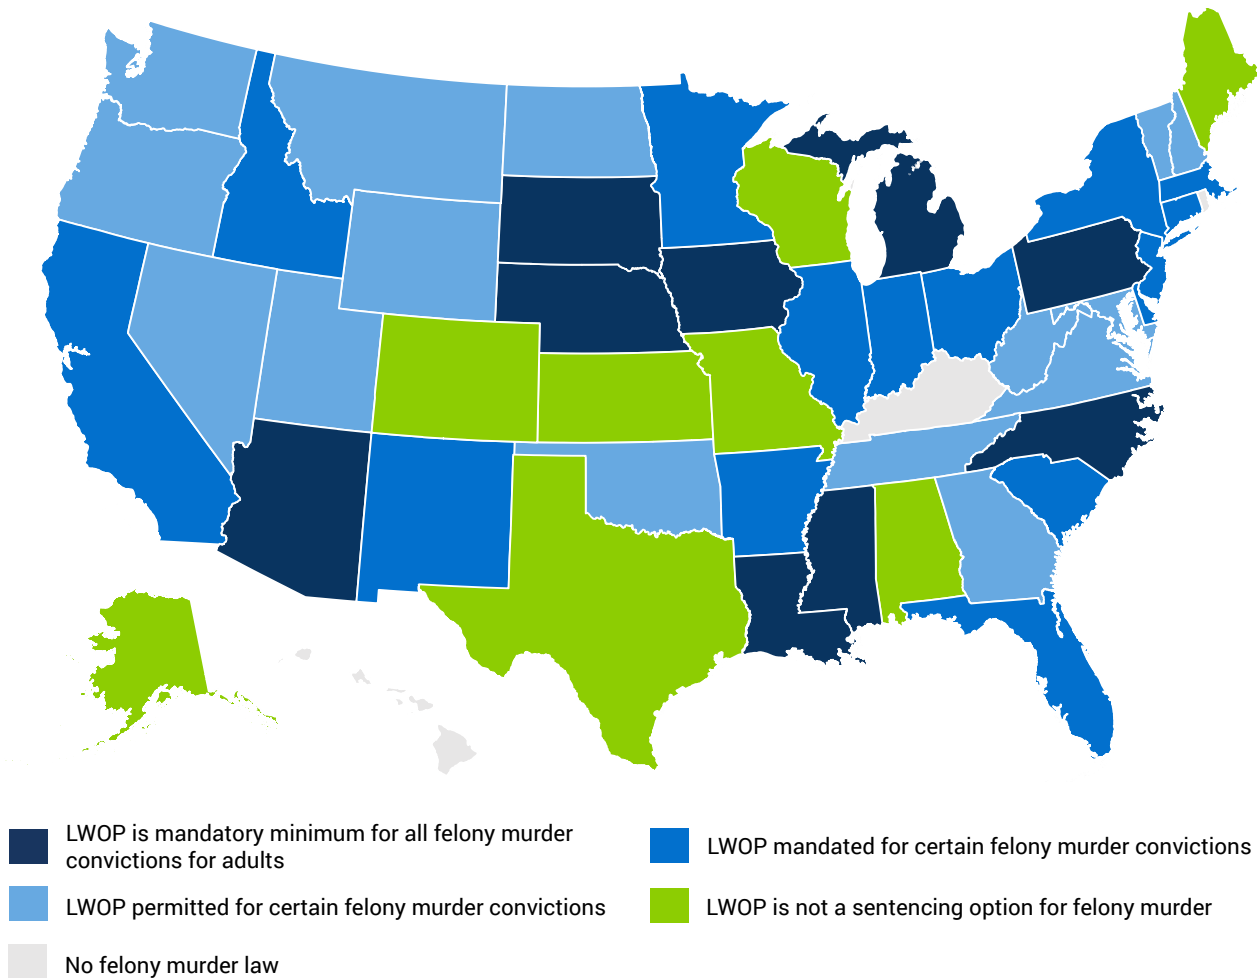 LWOP is mandatory minimum for all felony murder
convictions for adults
LWOP mandated for certain felony murder convictions
LWOP permitted for certain felony murder convictions
LWOP is not a sentencing option for felony murder
No felony murder law